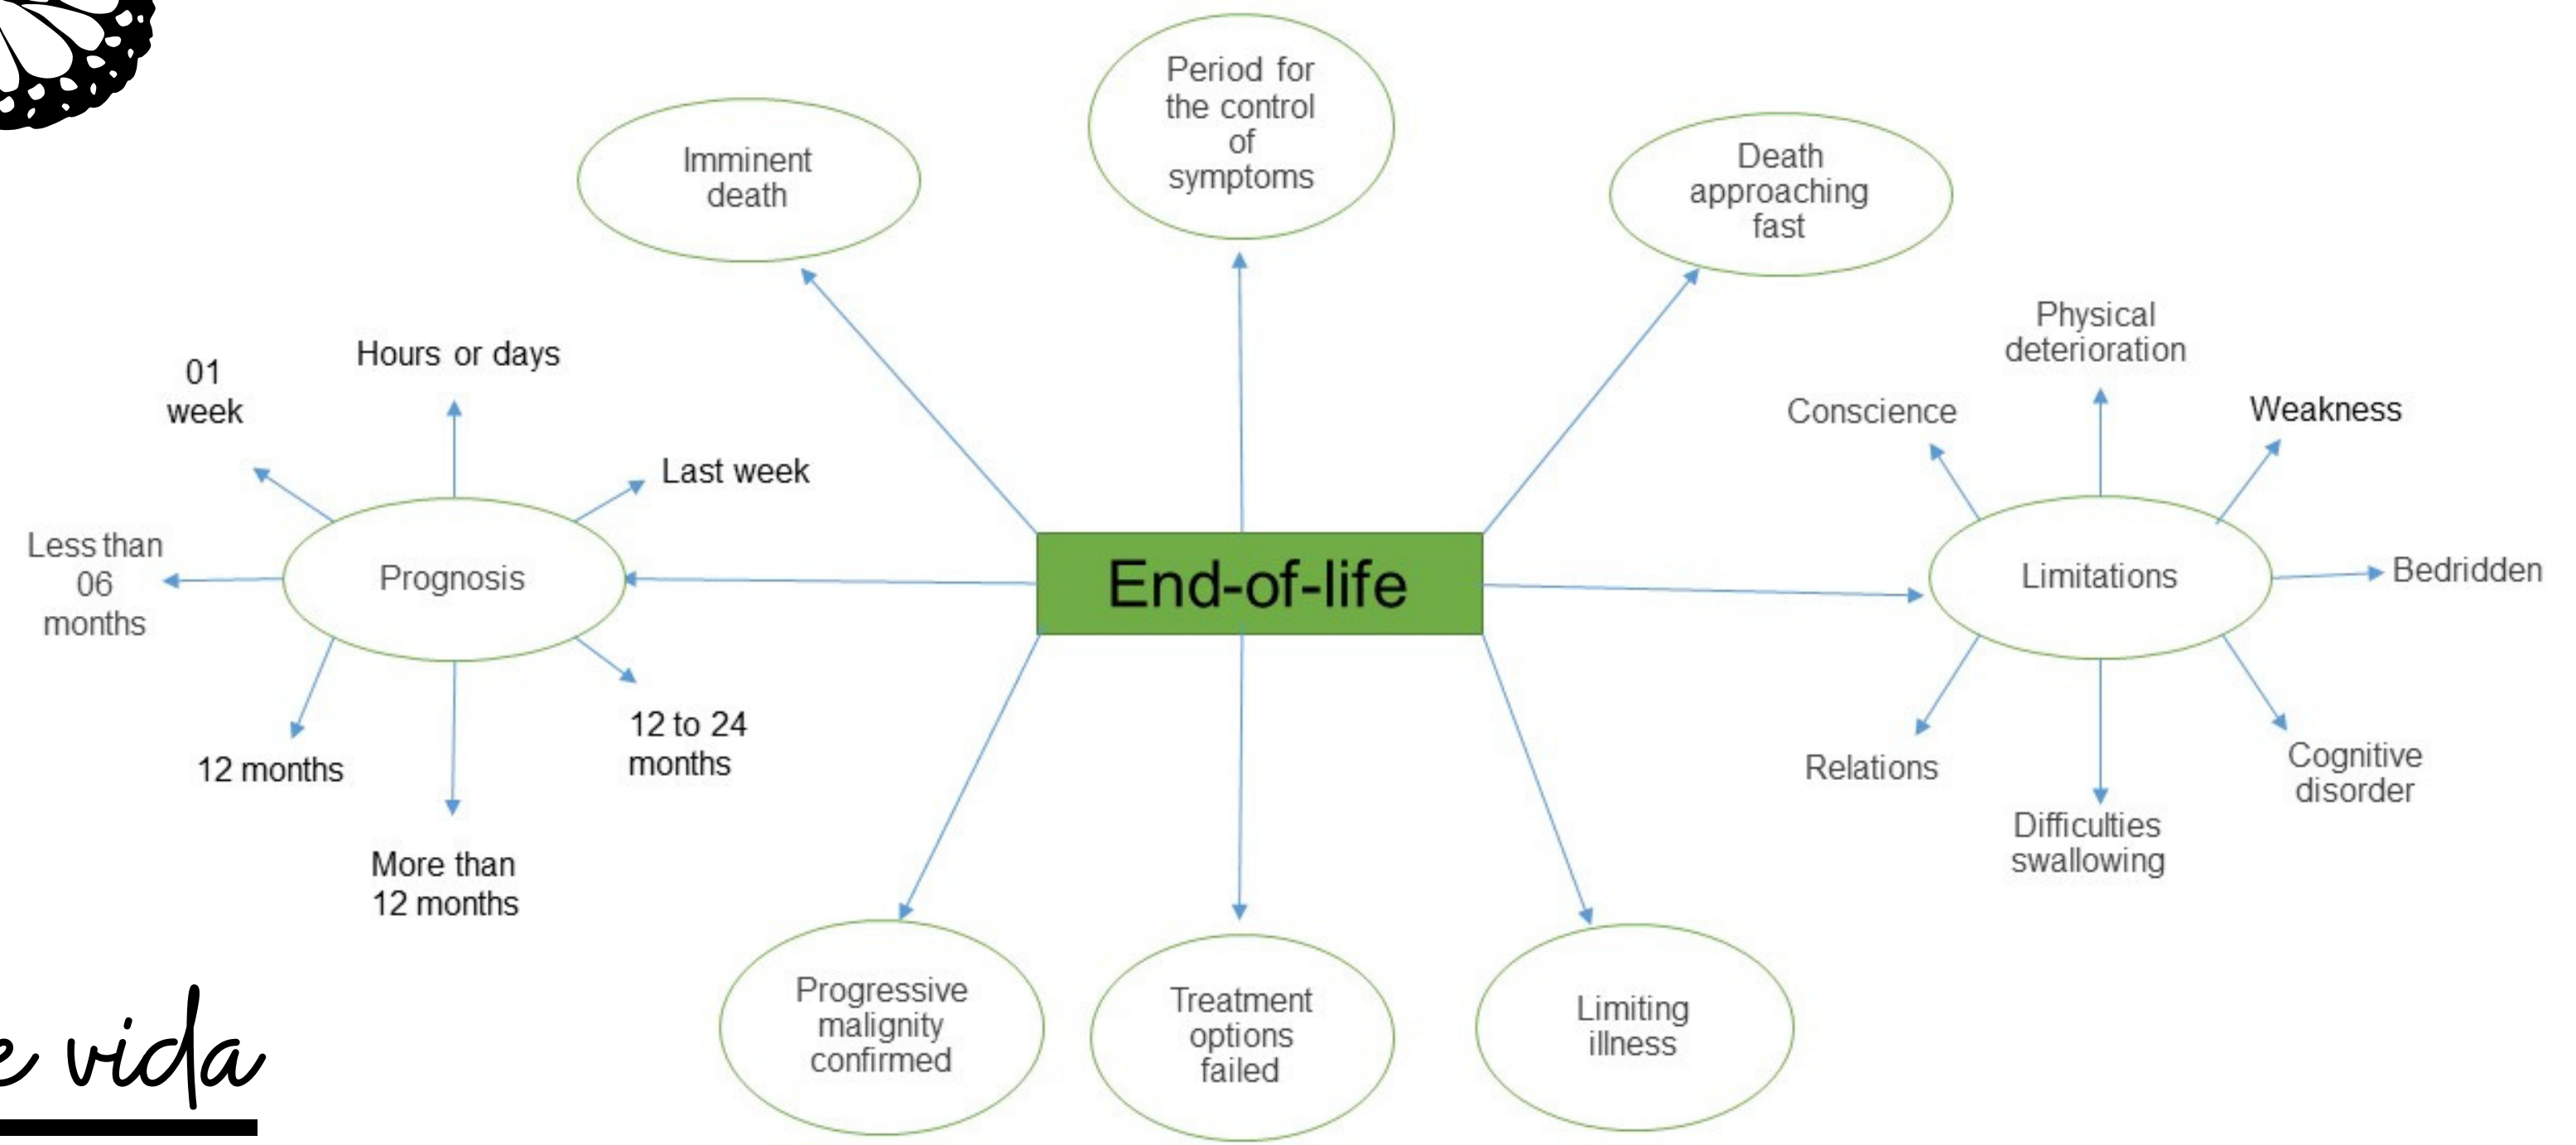 Period for
the control
of
symptoms
Imminent
death
Death
approaching
fast
Hours or days
01
week
Last week
Less than
06
months
Prognosis
12 months
More than
12 months
12 to 24
months
End-of-life
Physical
deterioration
Conscience
Weakness
Limitations
Bedridden
Relations
Difficulties
swallowing
Cognitive
disorder
Progressive
malignity
confirmed
Treatment
options
failed
Limiting
illness
e vida